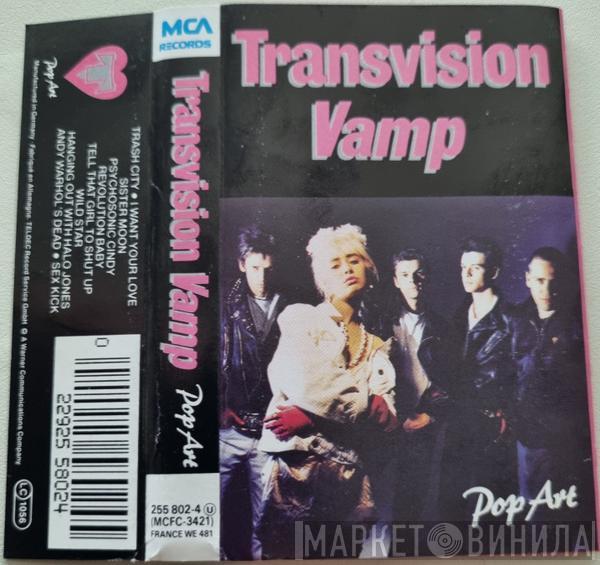 Transvision
Vamp
Pop Art
MCA
RECORDS
Transvision Vamp
Pop Art
255 802-4 U
(MCFC-3421)
FRANCE WE 481
T
Pop Art
Manufactured in Germany · Fabriqué en Allemagne · TELDEC Record Service GmbH ℗ A Warner Communications Company
TRASH CITY • I WANT YOUR LOVE
SISTER MOON
PSYCHOSONIC CINDY
REVOLUTION BABY
TELL THAT GIRL TO SHUT UP
WILD STAR
HANGING OUT WITH HALO JONES
ANDY WARHOL'S DEAD • SEX KICK
0
22925 58024
LC 1056
МАРКЕТ ВИНИЛА